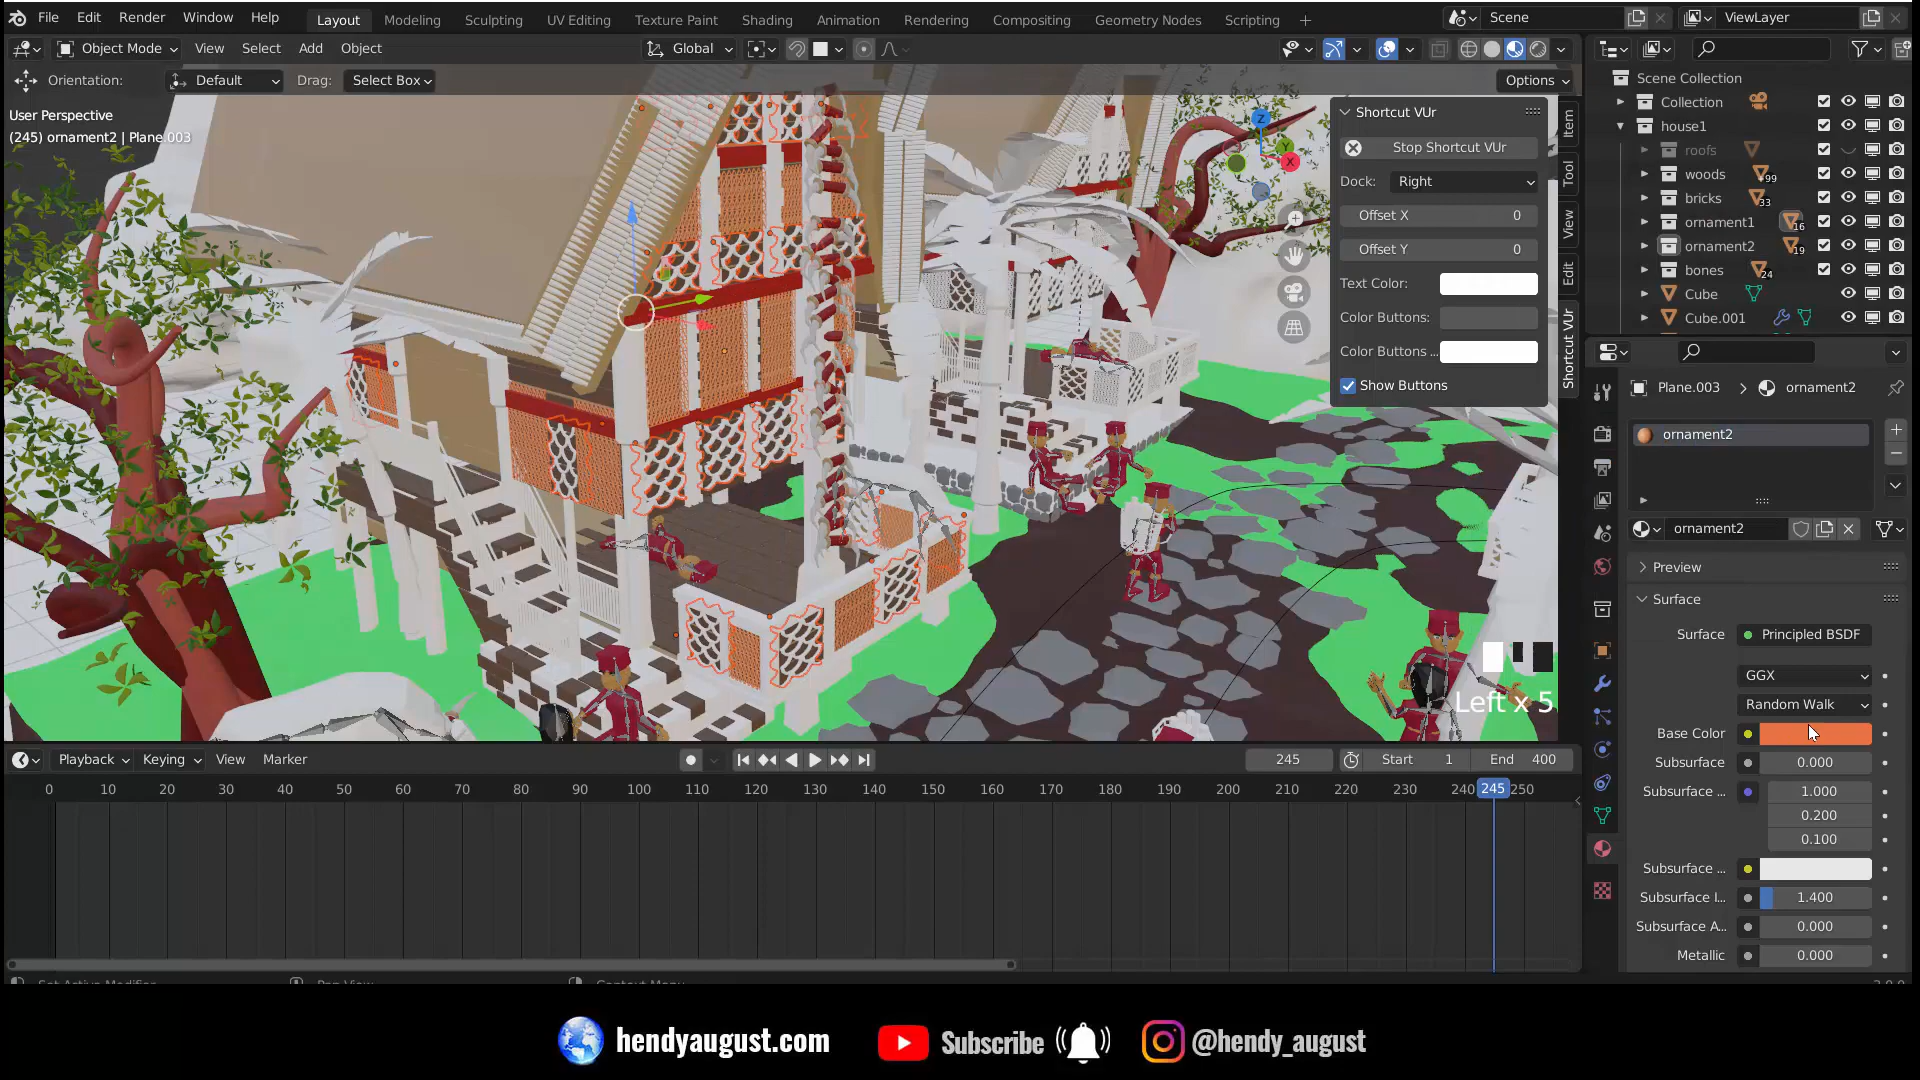 File Edit Render Window Help Layout Modeling Sculpting UV Editing Texture Paint Shading Animation Rendering Compositing Geometry Nodes Scripting + Scene ViewLayer
Object Mode View Select Add Object Global
Orientation: Default Drag: Select Box Options
User Perspective
(245) ornament2 | Plane.003
Shortcut VUr
Stop Shortcut VUr
Dock: Right
Offset X 0
Offset Y 0
Text Color:
Color Buttons:
Color Buttons ...
Show Buttons
Item
Tool
View
Edit
Shortcut VUr
Z
Y
X
Left x 5
Scene Collection
Collection
house1
roofs
woods 99
bricks 33
ornament1 16
ornament2 19
bones 24
Cube
Cube.001
Plane.003 > ornament2
ornament2
ornament2
Preview
Surface
Surface Principled BSDF
GGX
Random Walk
Base Color
Subsurface 0.000
Subsurface ... 1.000
0.200
0.100
Subsurface ...
Subsurface I... 1.400
Subsurface A... 0.000
Metallic 0.000
Playback Keying View Marker 245 Start 1 End 400
0 10 20 30 40 50 60 70 80 90 100 110 120 130 140 150 160 170 180 190 200 210 220 230 240 245 250
hendyaugust.com Subscribe @hendy_august